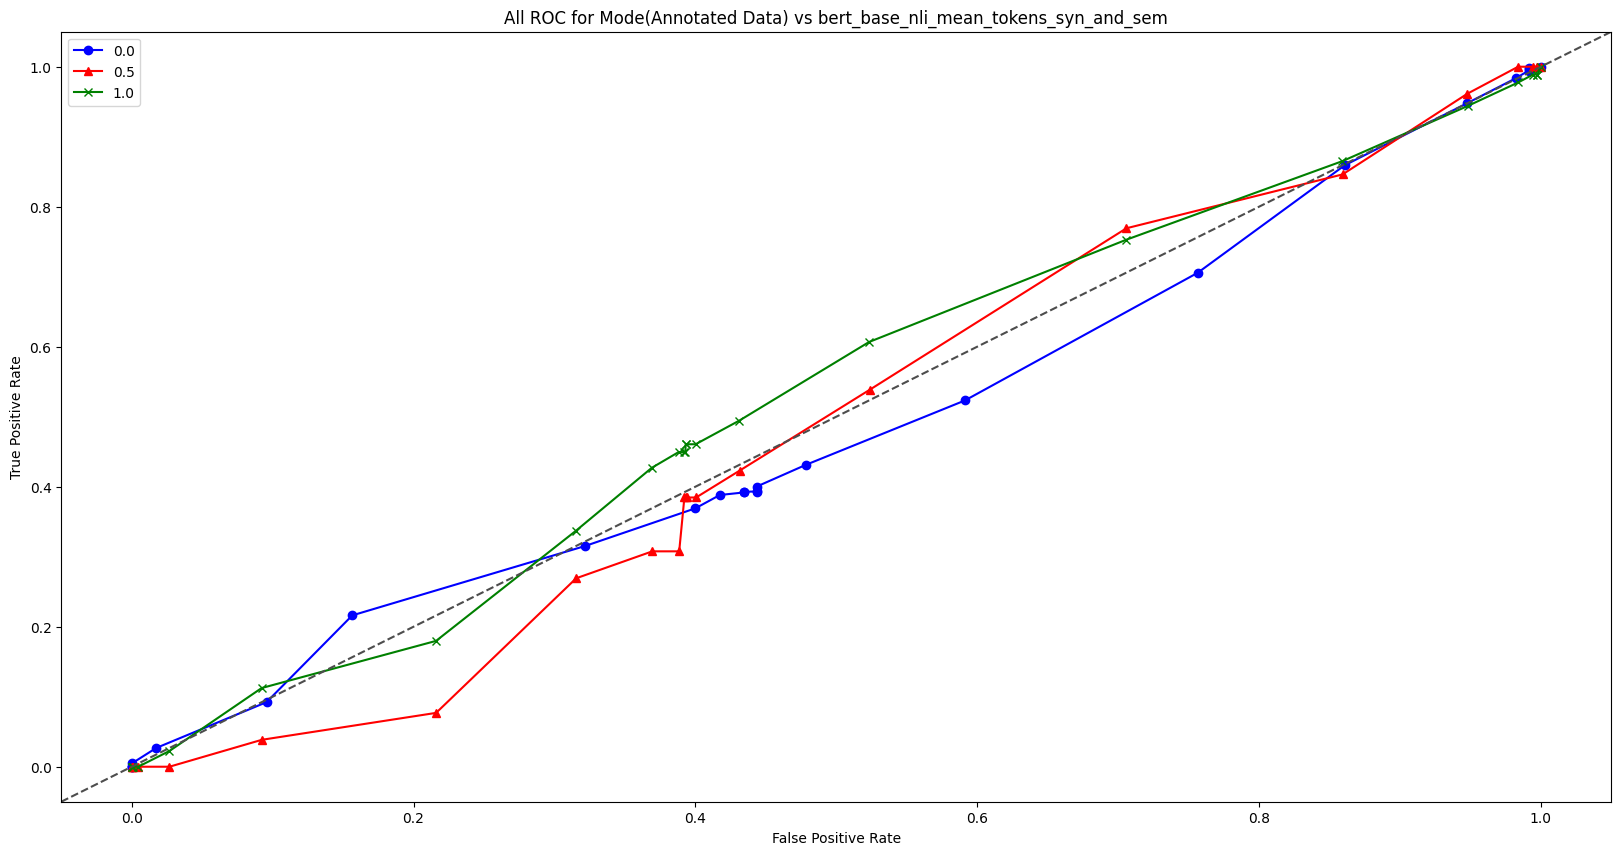 All ROC for Mode(Annotated Data) vs bert_base_nli_mean_tokens_syn_and_sem
0.0
0.5
1.0
True Positive Rate
1.0
0.8
0.6
0.4
0.2
0.0
0.0 0.2 0.4 0.6 0.8 1.0
False Positive Rate